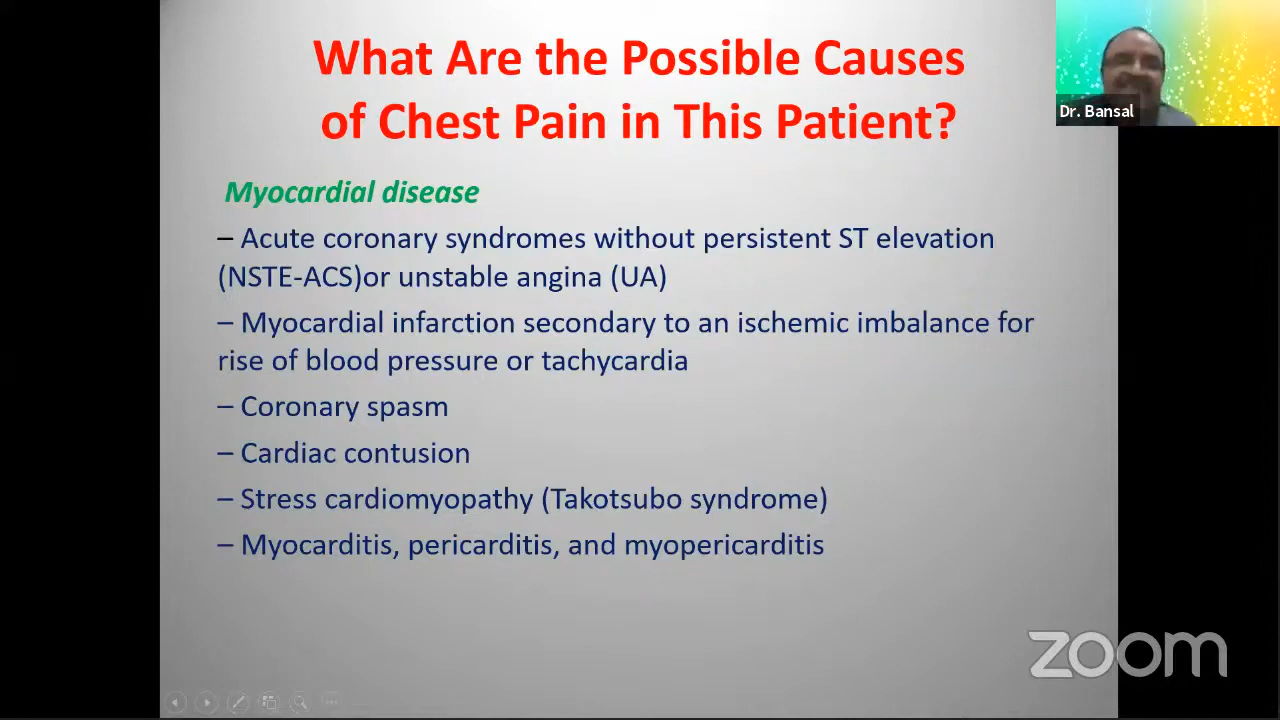 What Are the Possible Causes
of Chest Pain in This Patient?
Dr. Bansal
Myocardial disease
– Acute coronary syndromes without persistent ST elevation
(NSTE-ACS)or unstable angina (UA)
– Myocardial infarction secondary to an ischemic imbalance for
rise of blood pressure or tachycardia
– Coronary spasm
– Cardiac contusion
– Stress cardiomyopathy (Takotsubo syndrome)
– Myocarditis, pericarditis, and myopericarditis
zoom